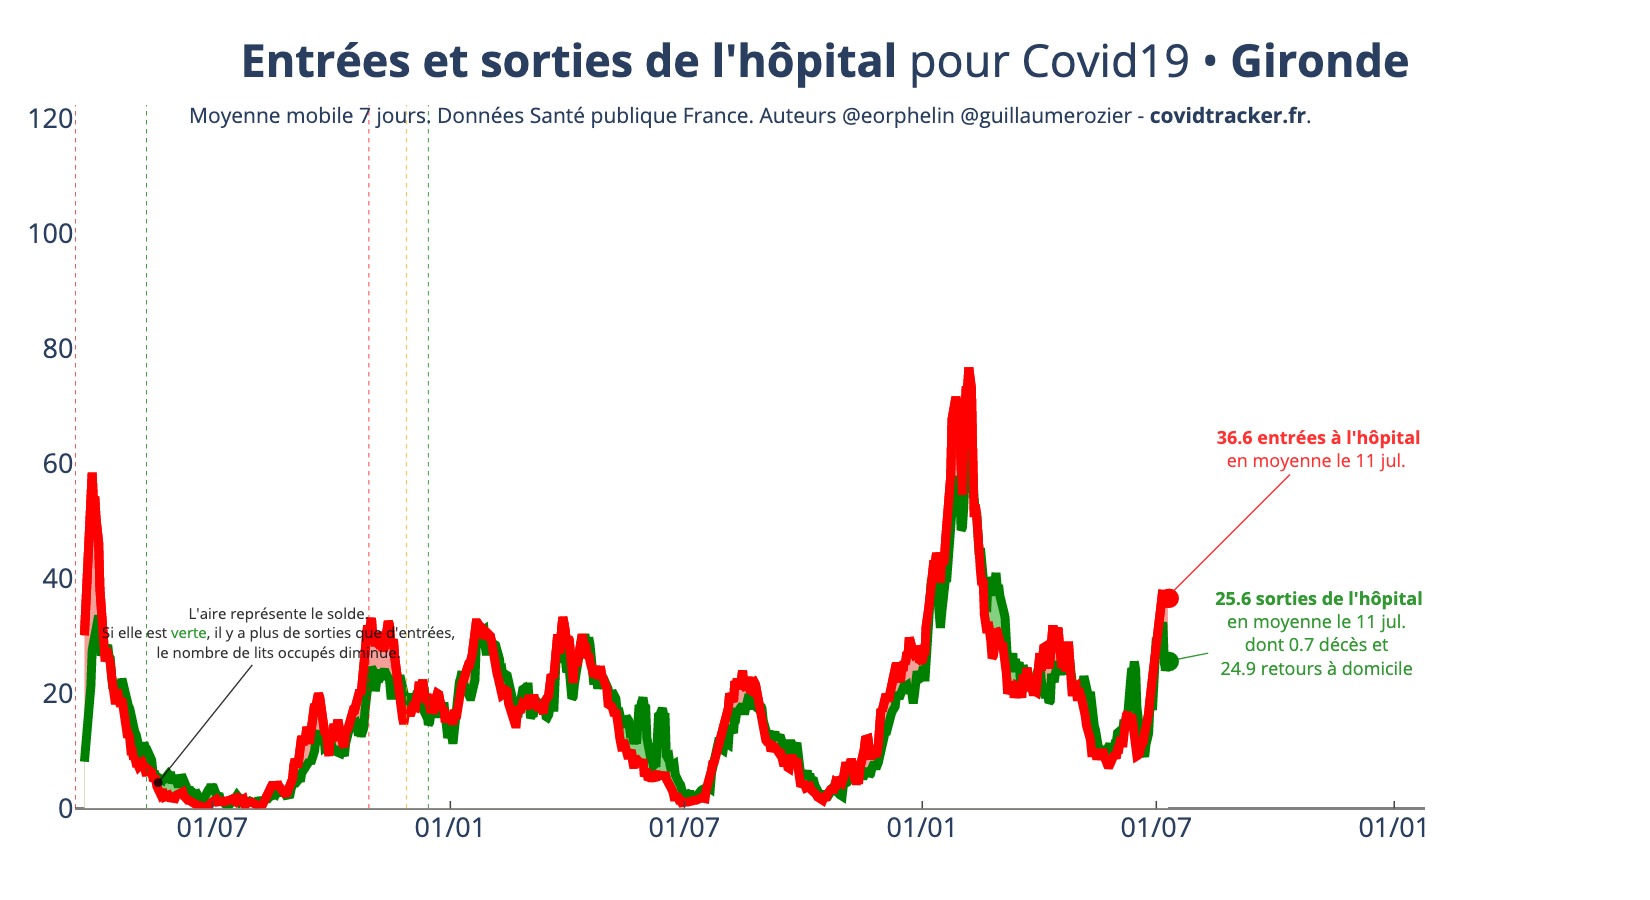 Entrées et sorties de l'hôpital pour Covid19 • Gironde
Moyenne mobile 7 jours. Données Santé publique France. Auteurs @eorphelin @guillaumerozier - covidtracker.fr.
120
100
80
60
40
20
0
36.6 entrées à l'hôpital
en moyenne le 11 jul.
25.6 sorties de l'hôpital
en moyenne le 11 jul.
dont 0.7 décès et
24.9 retours à domicile
L'aire représente le solde.
Si elle est verte, il y a plus de sorties que d'entrées,
le nombre de lits occupés diminue.
01/07 01/01 01/07 01/01 01/07 01/01